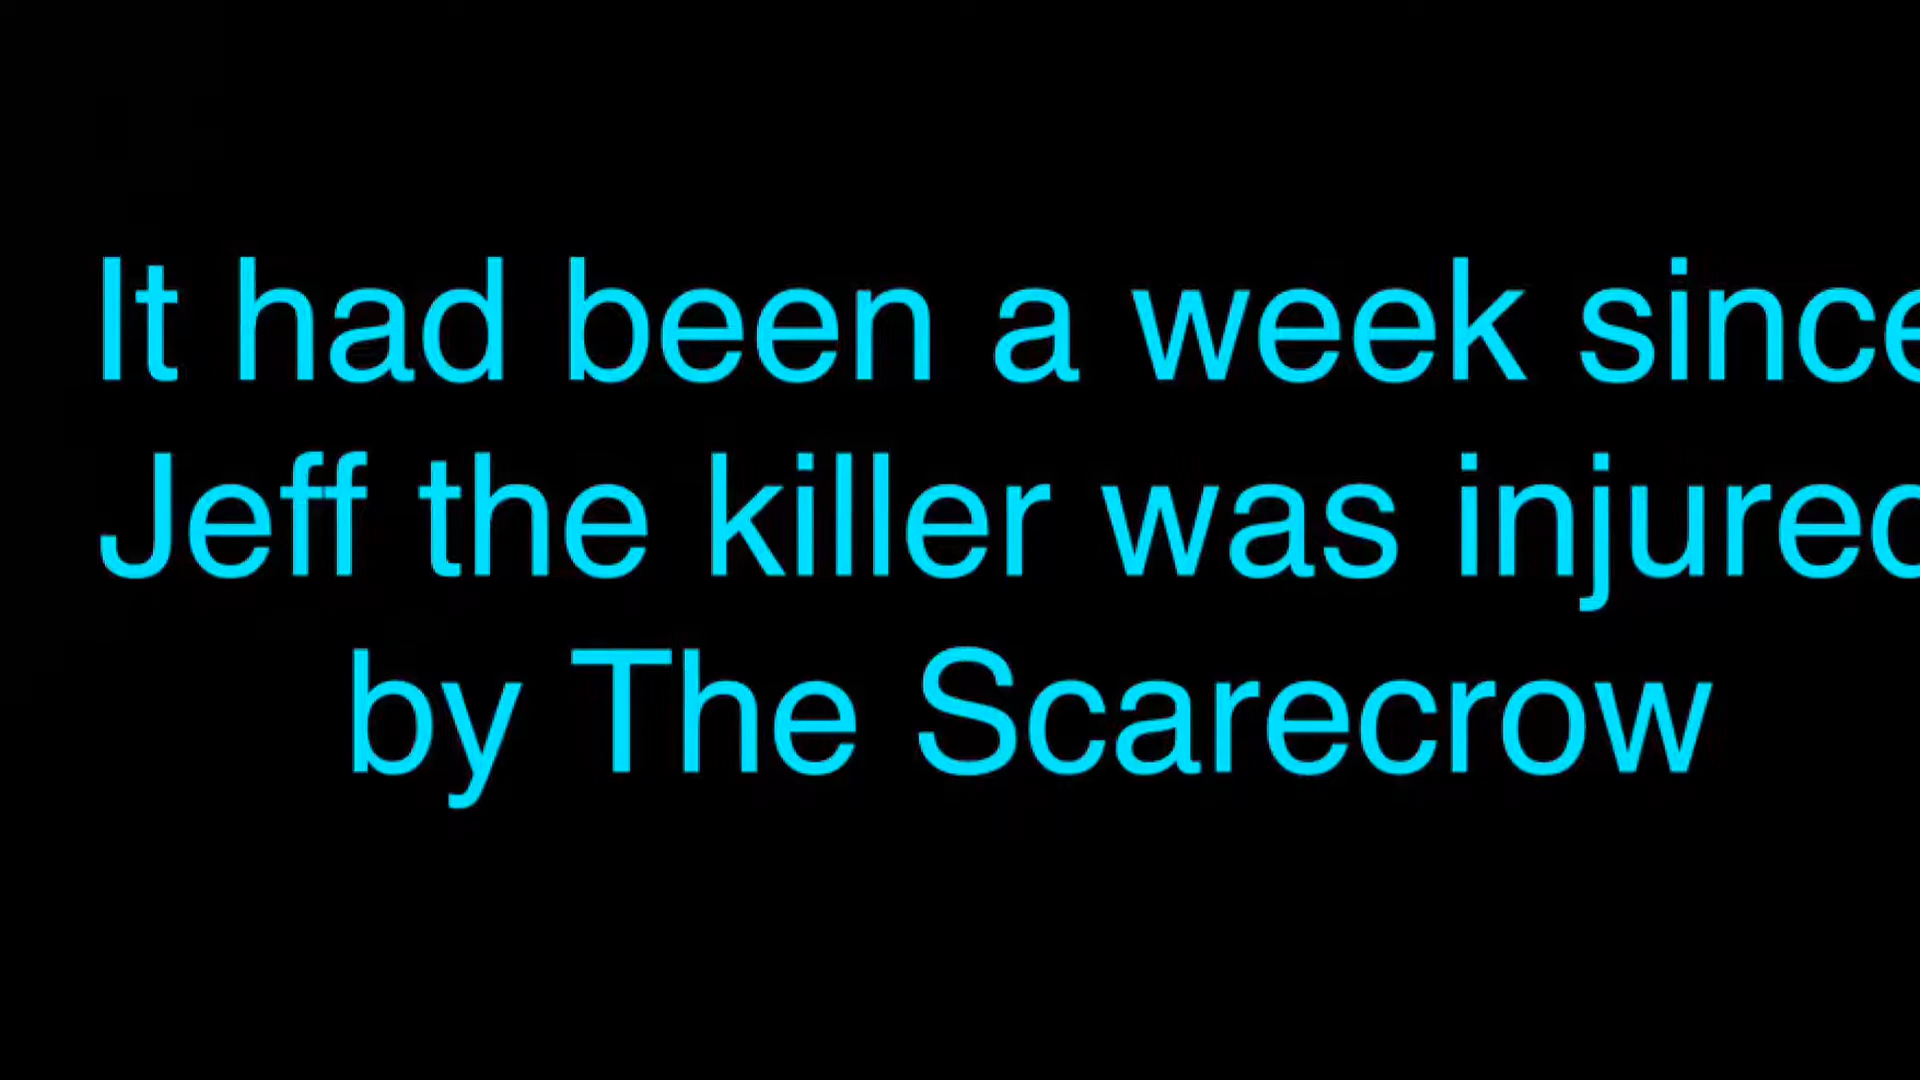 It had been a week since
Jeff the killer was injured
by The Scarecrow